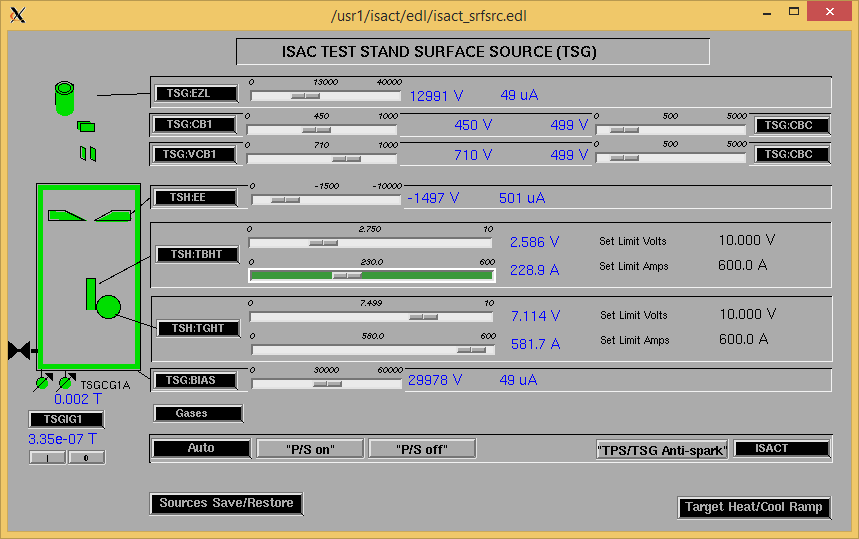 /usr1/isact/edl/isact_srfsrc.edl
ISAC TEST STAND SURFACE SOURCE (TSG)
0 13000 40000
TSG:EZL 12991 V 49 uA
0 450 1000 0 500 5000
TSG:CB1 450 V 499 V TSG:CBC
0 710 1000 0 500 5000
TSG:VCB1 710 V 499 V TSG:CBC
0 -1500 -10000
TSH:EE -1497 V 501 uA
0 2.750 10
2.586 V Set Limit Volts 10.000 V
TSH:TBHT
0 230.0 600
228.9 A Set Limit Amps 600.0 A
0 7.499 10
7.114 V Set Limit Volts 10.000 V
TSH:TGHT
0 580.0 600
581.7 A Set Limit Amps 600.0 A
0 30000 60000
TSG:BIAS 29978 V 49 uA
TSGCG1A
0.002 T
TSGIG1
3.35e-07 T
I 0
Gases
Auto "P/S on" "P/S off" "TPS/TSG Anti-spark" ISACT
Sources Save/Restore Target Heat/Cool Ramp